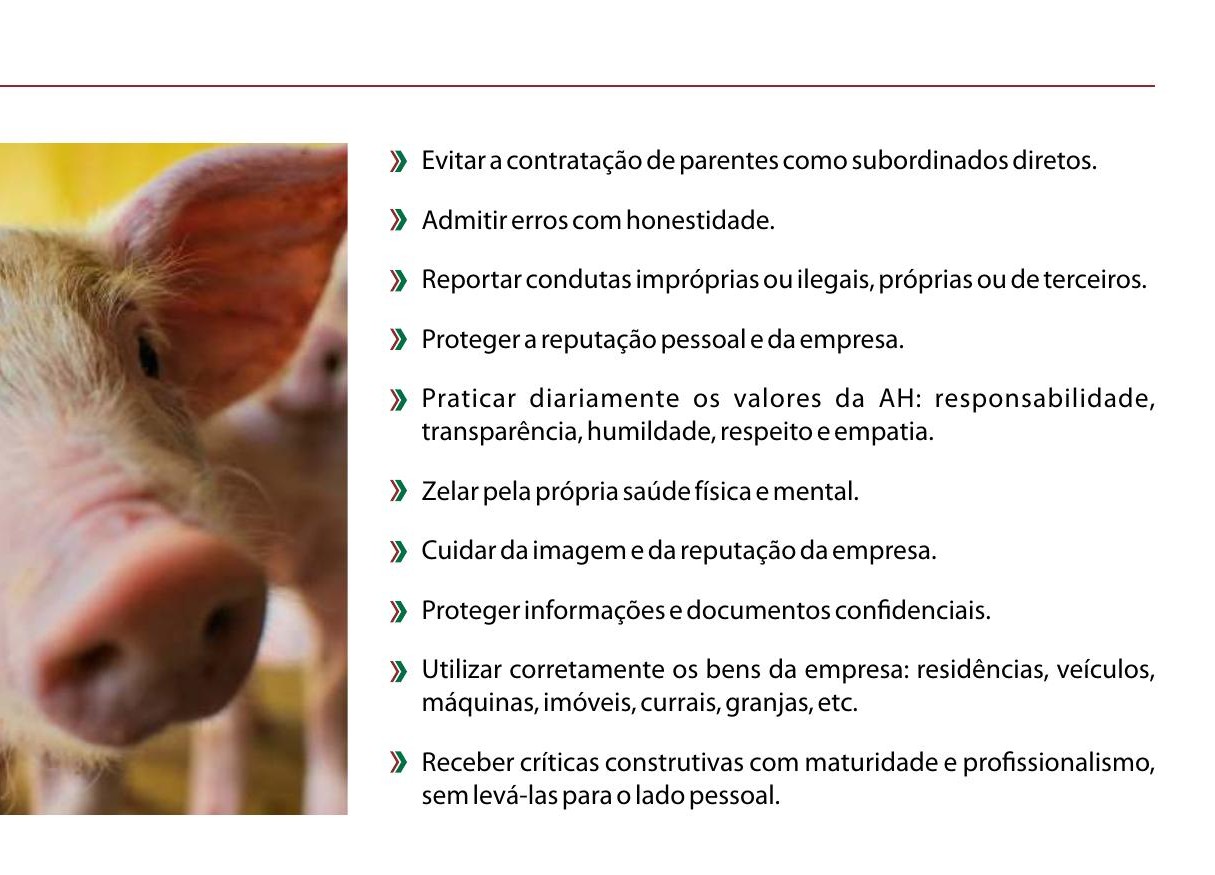 Evitar a contratação de parentes como subordinados diretos.
Admitir erros com honestidade.
Reportar condutas impróprias ou ilegais, próprias ou de terceiros.
Proteger a reputação pessoal e da empresa.
Praticar diariamente os valores da AH: responsabilidade,
transparência, humildade, respeito e empatia.
Zelar pela própria saúde física e mental.
Cuidar da imagem e da reputação da empresa.
Proteger informações e documentos confidenciais.
Utilizar corretamente os bens da empresa: residências, veículos,
máquinas, imóveis, currais, granjas, etc.
Receber críticas construtivas com maturidade e profissionalismo,
sem levá-las para o lado pessoal.